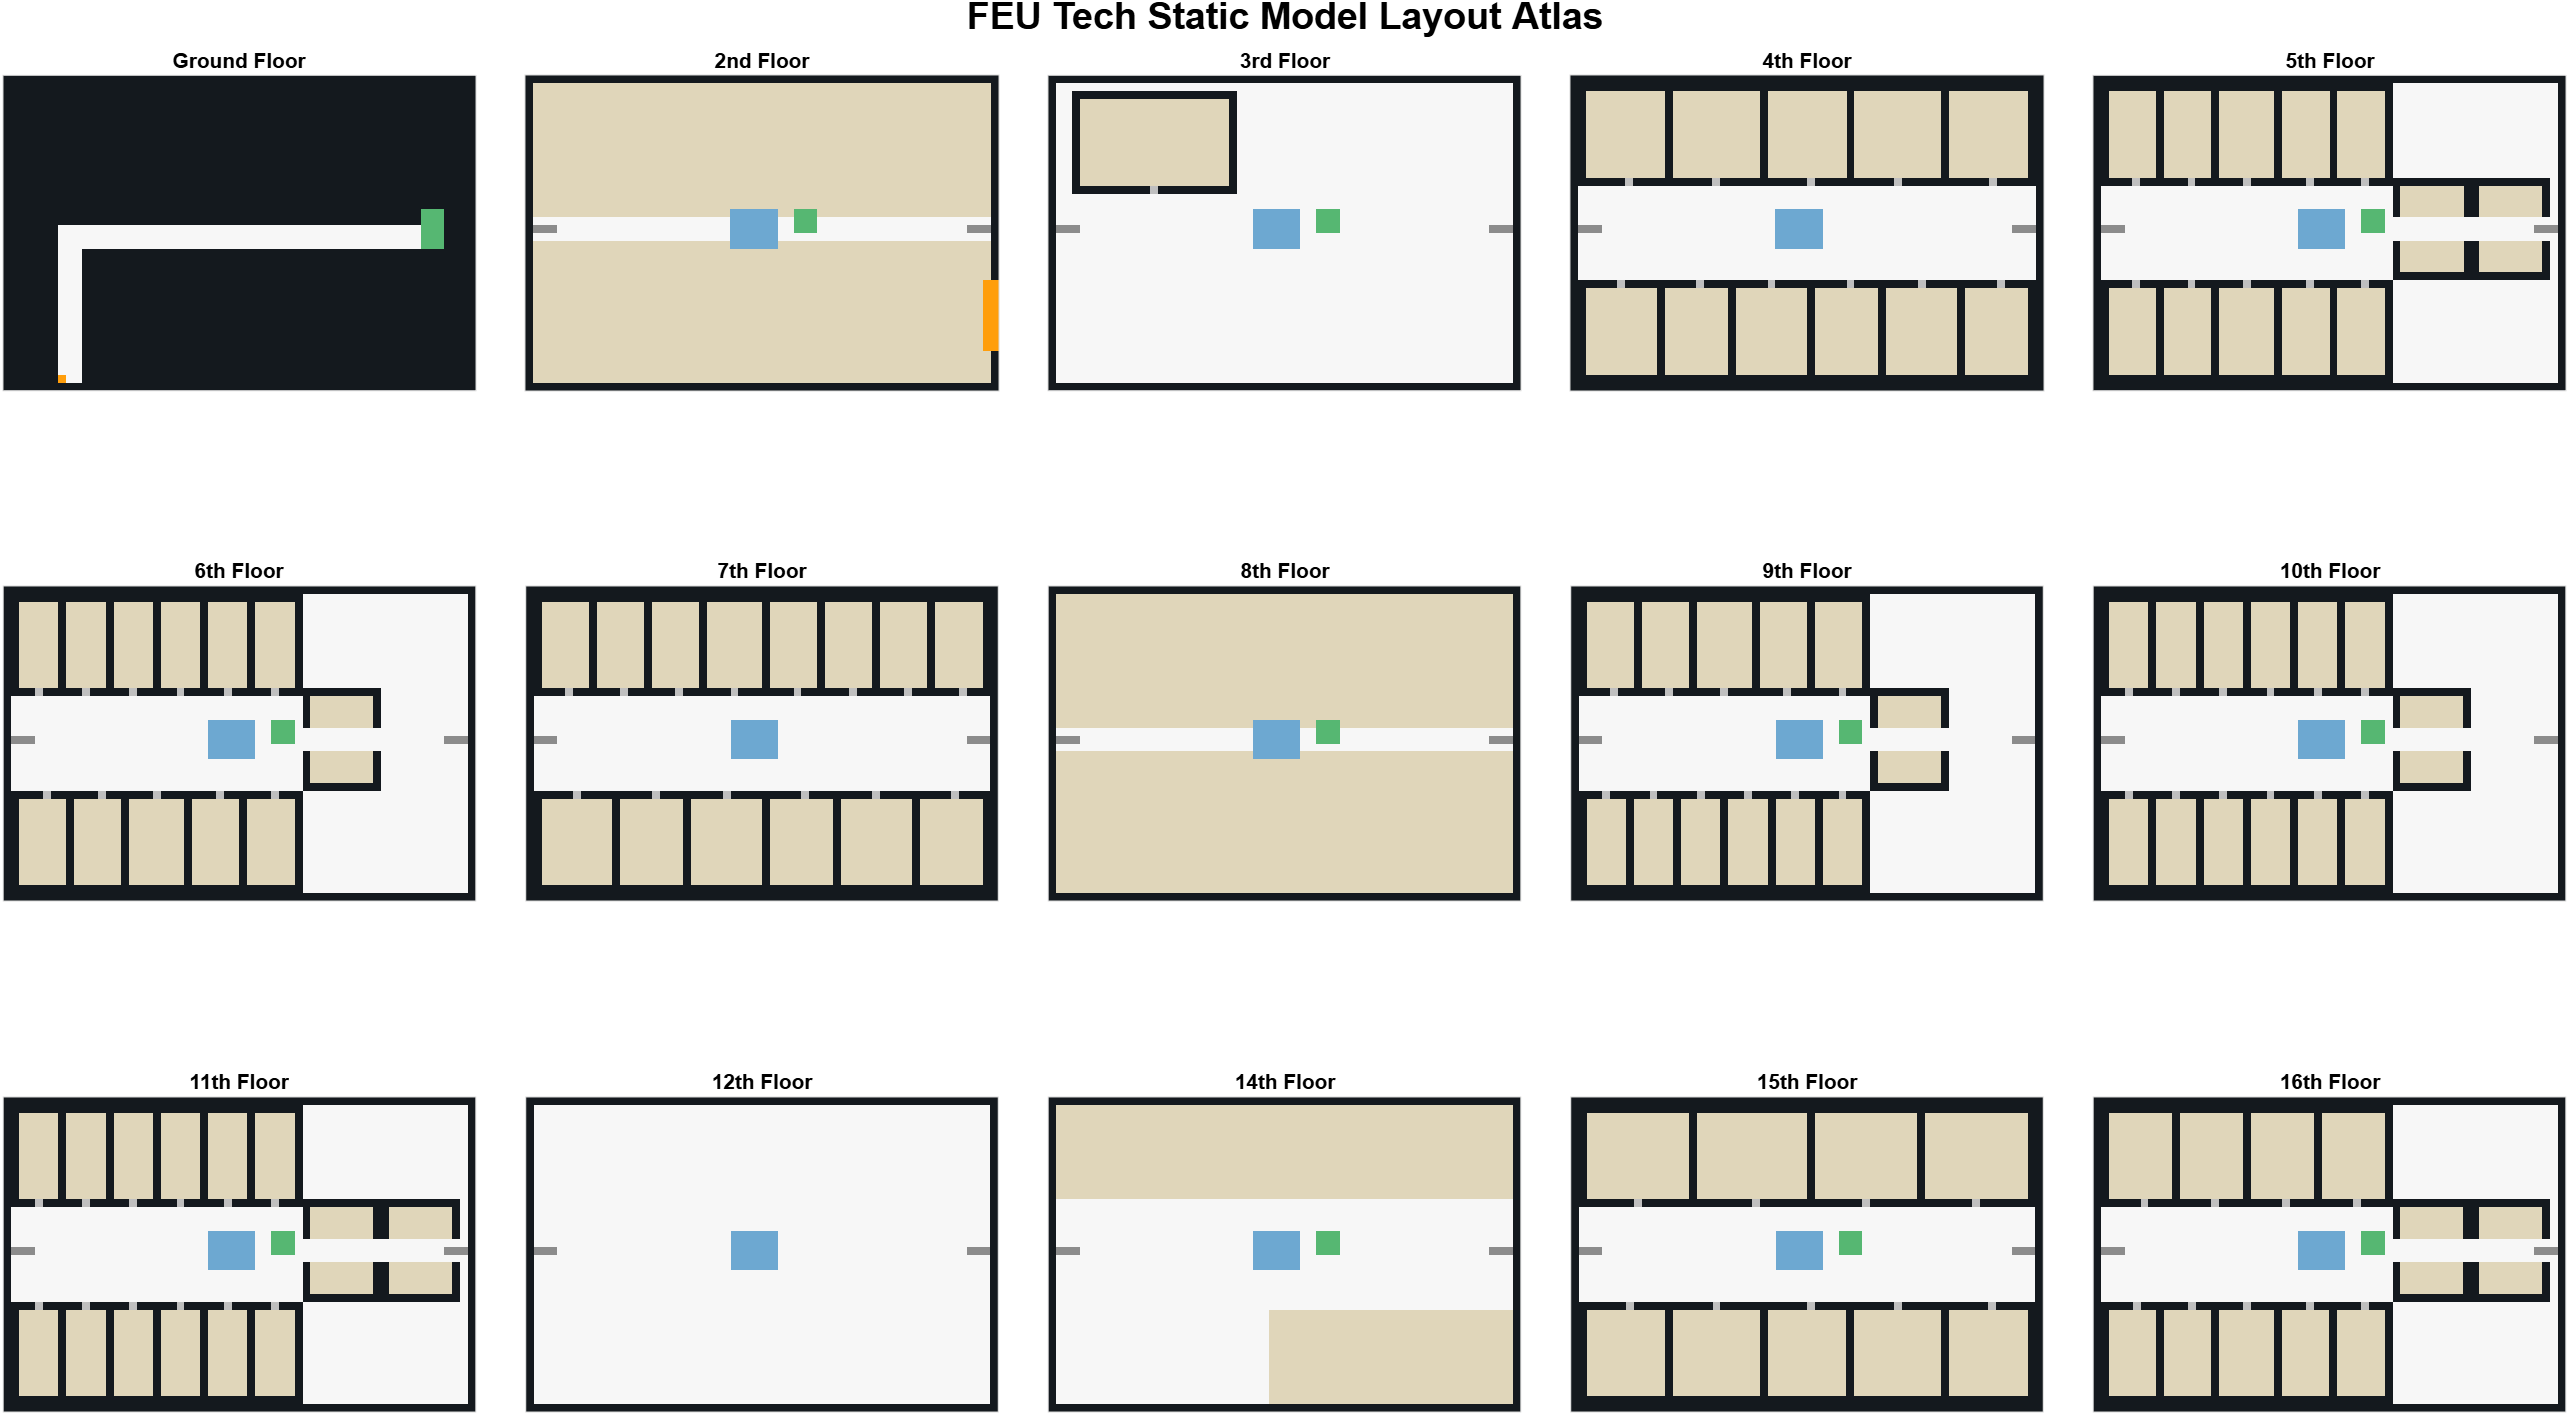 FEU Tech Static Model Layout Atlas
Ground Floor
2nd Floor
3rd Floor
4th Floor
5th Floor
6th Floor
7th Floor
8th Floor
9th Floor
10th Floor
11th Floor
12th Floor
14th Floor
15th Floor
16th Floor